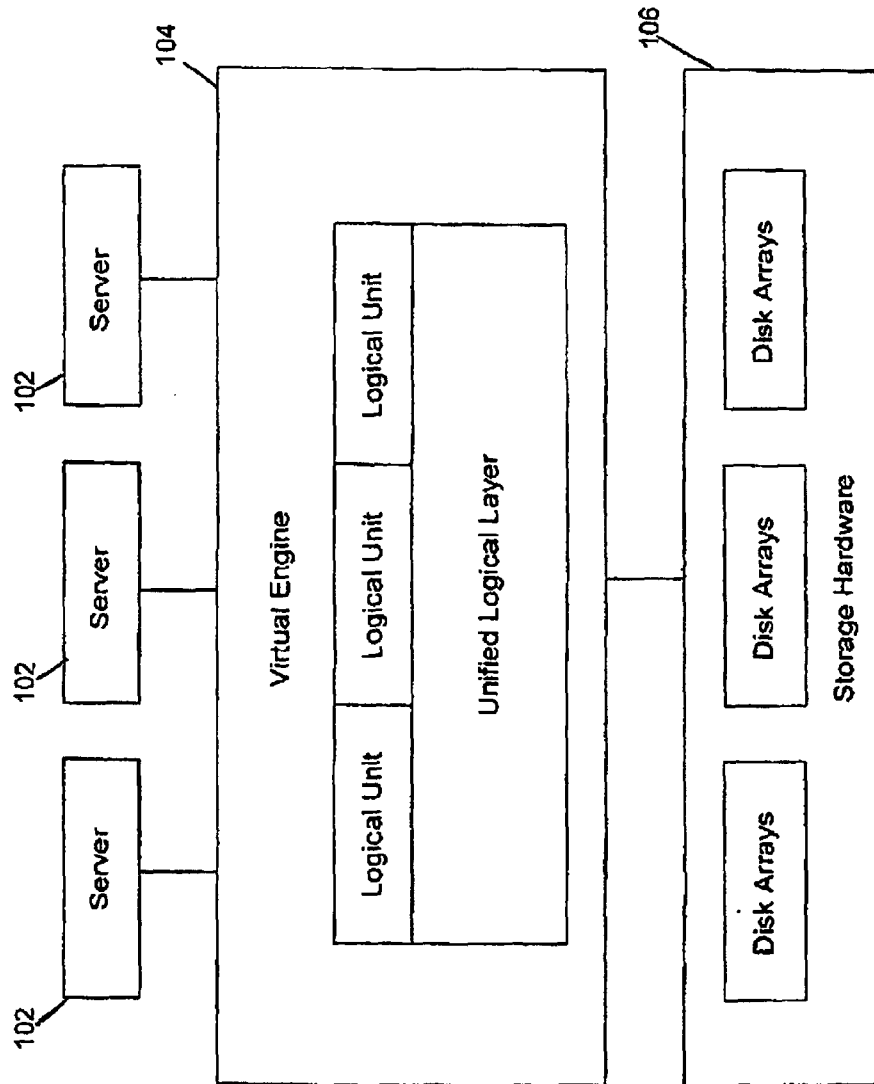 102
Server
102
Server
102
Server
104
Virtual Engine
Logical Unit
Logical Unit
Logical Unit
Unified Logical Layer
106
Disk Arrays
Disk Arrays
Disk Arrays
Storage Hardware